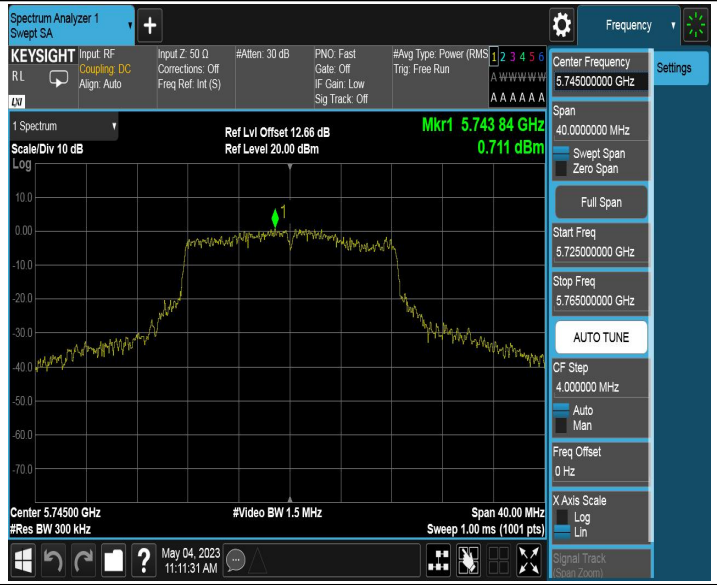 Spectrum Analyzer 1
Swept SA
Frequency
KEYSIGHT
RL
LXI
Input: RF
Coupling: DC
Align: Auto
Input Z: 50 Ω
Corrections: Off
Freq Ref: Int (S)
#Atten: 30 dB
PNO: Fast
Gate: Off
IF Gain: Low
Sig Track: Off
#Avg Type: Power (RMS
Trig: Free Run
1 2 3 4 5 6
A W W W W W
A A A A A A
1 Spectrum
Scale/Div 10 dB
Log
Ref Lvl Offset 12.66 dB
Ref Level 20.00 dBm
Mkr1 5.743 84 GHz
0.711 dBm
1
10.0
0.00
-10.0
-20.0
-30.0
-40.0
-50.0
-60.0
-70.0
Center 5.74500 GHz
#Res BW 300 kHz
#Video BW 1.5 MHz
Span 40.00 MHz
Sweep 1.00 ms (1001 pts)
?
May 04, 2023
11:11:31 AM
Center Frequency
5.745000000 GHz
Settings
Span
40.0000000 MHz
Swept Span
Zero Span
Full Span
Start Freq
5.725000000 GHz
Stop Freq
5.765000000 GHz
AUTO TUNE
CF Step
4.000000 MHz
Auto
Man
Freq Offset
0 Hz
X Axis Scale
Log
Lin
Signal Track
(Span Zoom)